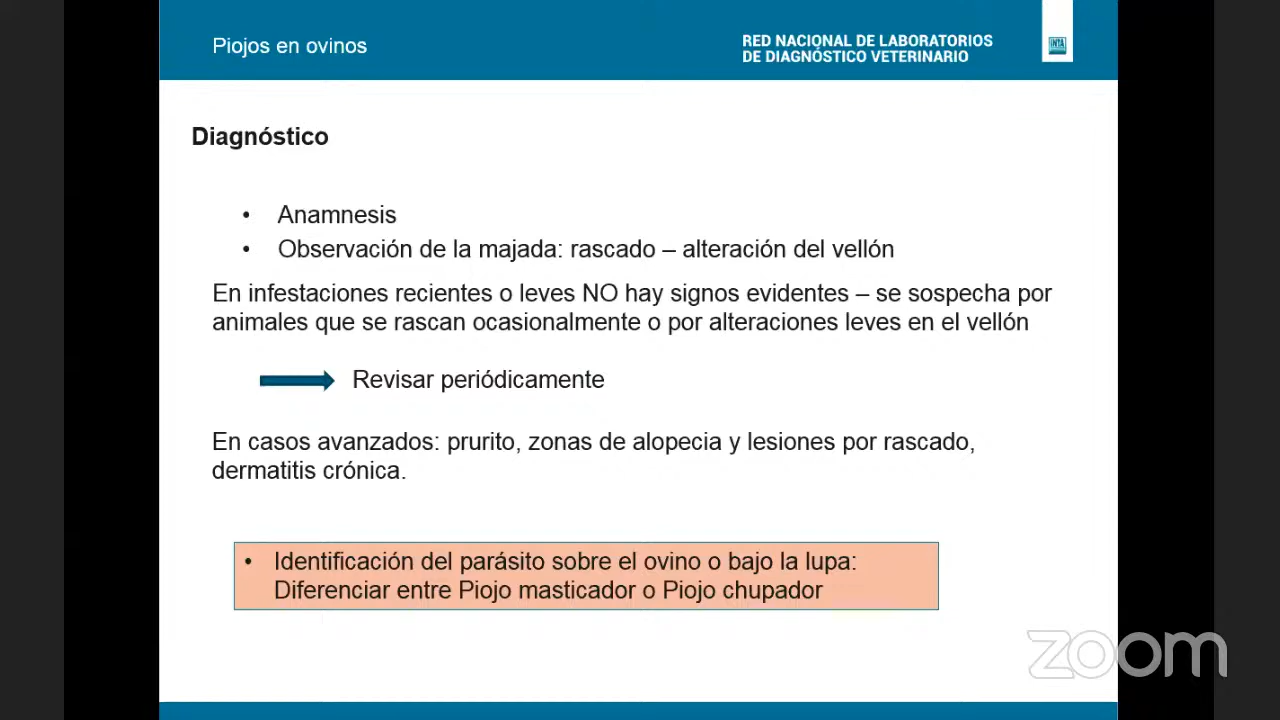 Piojos en ovinos
RED NACIONAL DE LABORATORIOS
DE DIAGNÓSTICO VETERINARIO
INTA
Diagnóstico
• Anamnesis
• Observación de la majada: rascado – alteración del vellón
En infestaciones recientes o leves NO hay signos evidentes – se sospecha por
animales que se rascan ocasionalmente o por alteraciones leves en el vellón
Revisar periódicamente
En casos avanzados: prurito, zonas de alopecia y lesiones por rascado,
dermatitis crónica.
• Identificación del parásito sobre el ovino o bajo la lupa:
Diferenciar entre Piojo masticador o Piojo chupador
zoom